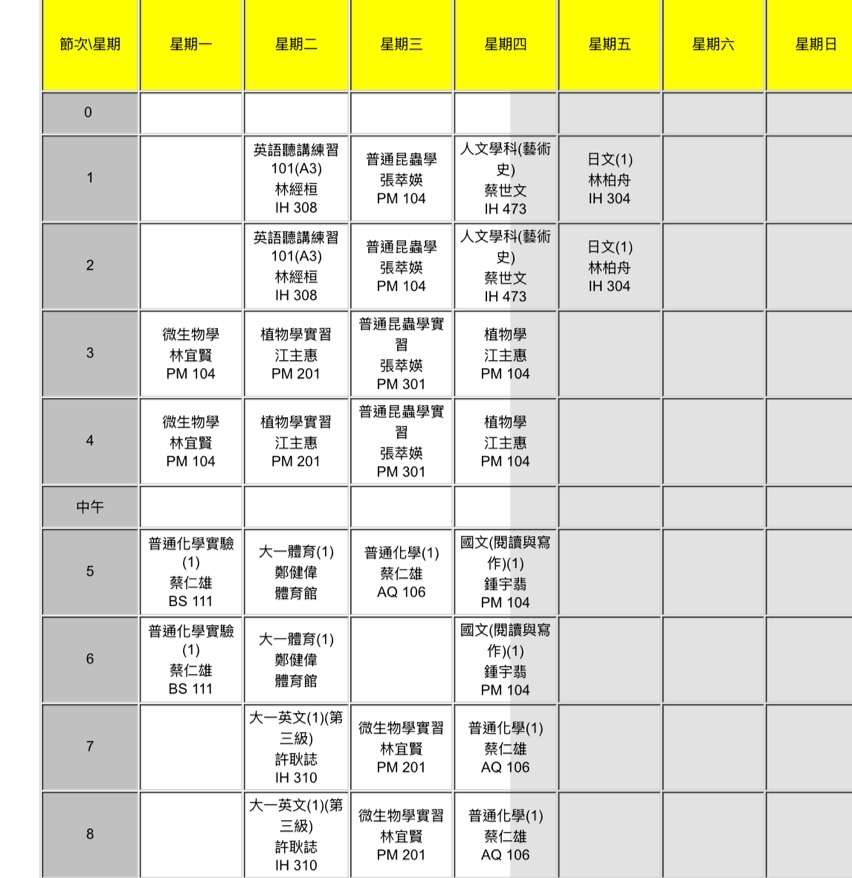 節次\星期 星期一 星期二 星期三 星期四 星期五 星期六 星期日
0
1
英語聽講練習
101(A3)
林經桓
IH 308
普通昆蟲學
張萃媖
PM 104
人文學科(藝術
史)
蔡世文
IH 473
日文(1)
林柏舟
IH 304
2
英語聽講練習
101(A3)
林經桓
IH 308
普通昆蟲學
張萃媖
PM 104
人文學科(藝術
史)
蔡世文
IH 473
日文(1)
林柏舟
IH 304
3
微生物學
林宜賢
PM 104
植物學實習
江主惠
PM 201
普通昆蟲學實
習
張萃媖
PM 301
植物學
江主惠
PM 104
4
微生物學
林宜賢
PM 104
植物學實習
江主惠
PM 201
普通昆蟲學實
習
張萃媖
PM 301
植物學
江主惠
PM 104
中午
5
普通化學實驗
(1)
蔡仁雄
BS 111
大一體育(1)
鄭健偉
體育館
普通化學(1)
蔡仁雄
AQ 106
國文(閱讀與寫
作)(1)
鍾宇翡
PM 104
6
普通化學實驗
(1)
蔡仁雄
BS 111
大一體育(1)
鄭健偉
體育館
國文(閱讀與寫
作)(1)
鍾宇翡
PM 104
7
大一英文(1)(第
三級)
許耿誌
IH 310
微生物學實習
林宜賢
PM 201
普通化學(1)
蔡仁雄
AQ 106
8
大一英文(1)(第
三級)
許耿誌
IH 310
微生物學實習
林宜賢
PM 201
普通化學(1)
蔡仁雄
AQ 106